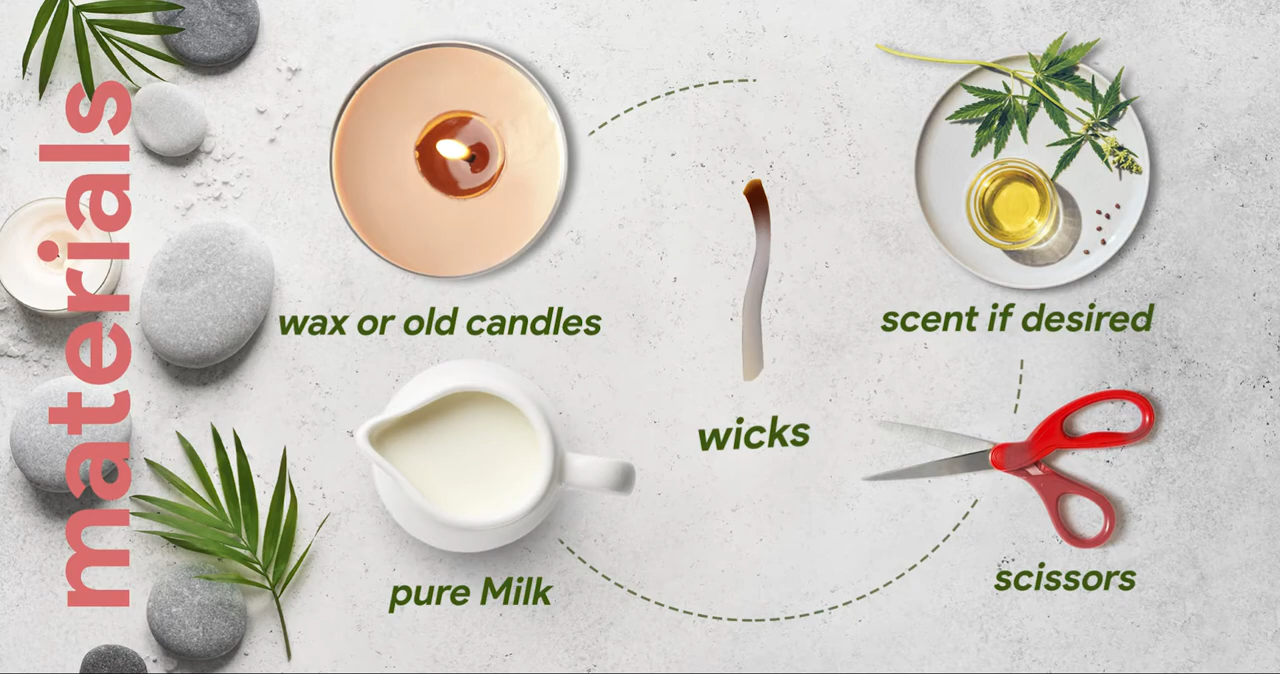 materials
wax or old candles
wicks
scent if desired
pure Milk
scissors